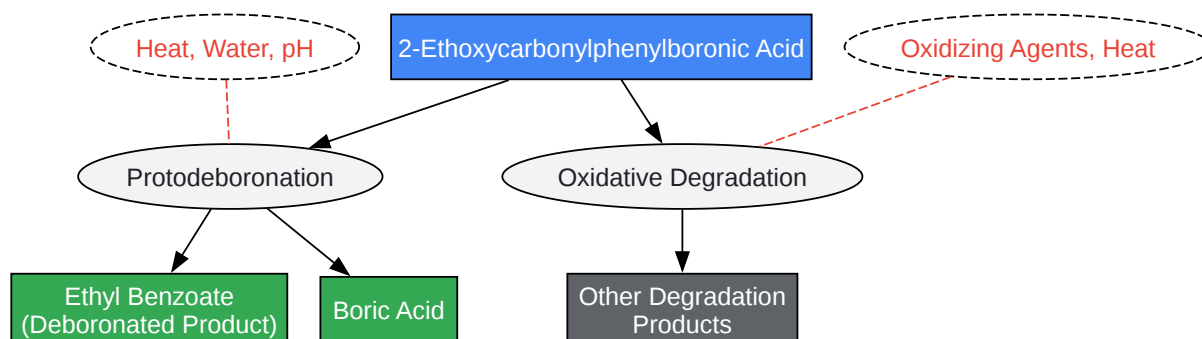 Heat, Water, pH
2-Ethoxycarbonylphenylboronic Acid
Oxidizing Agents, Heat
Protodeboronation
Oxidative Degradation
Ethyl Benzoate
(Deboronated Product)
Boric Acid
Other Degradation
Products